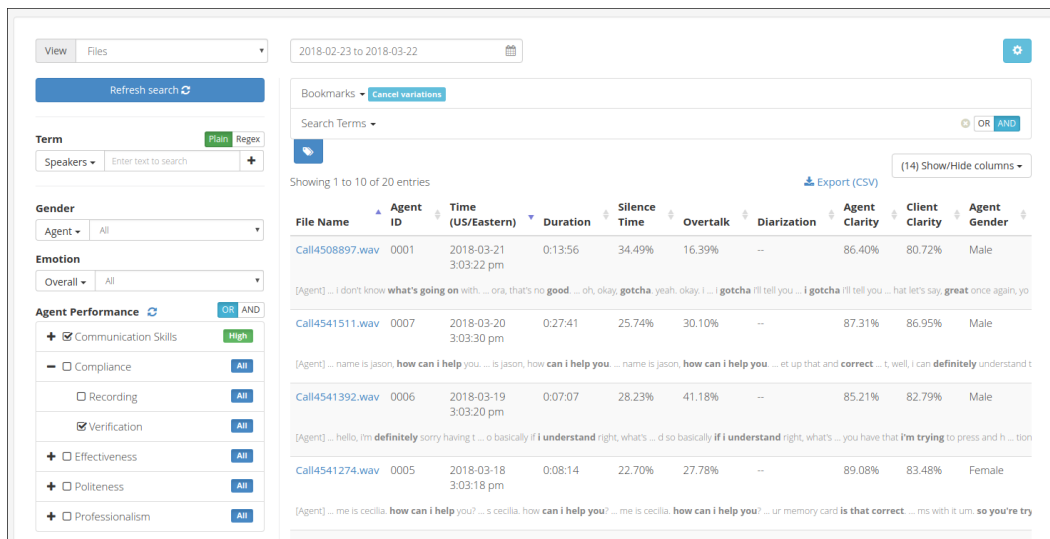 View Files
2018-02-23 to 2018-03-22
Refresh search
Bookmarks Cancel variations
Search Terms OR AND
Term Plain Regex
Speakers Enter text to search
(14) Show/Hide columns
Showing 1 to 10 of 20 entries Export (CSV)
Gender
Agent All
Emotion
Overall All
Agent Performance OR AND
Communication Skills High
Compliance All
Recording All
Verification All
Effectiveness All
Politeness All
Professionalism All
File Name Agent ID Time (US/Eastern) Duration Silence Time Overtalk Diarization Agent Clarity Client Clarity Agent Gender
Call4508897.wav 0001 2018-03-21 0:13:56 34.49% 16.39% -- 86.40% 80.72% Male
3:03:22 pm
[Agent] ... i don't know what's going on with. ... ora, that's no good. ... oh, okay, gotcha. yeah. okay. i ... i gotcha i'll tell you ... i gotcha i'll tell you ... hat let's say, great once again, yo
Call4541511.wav 0007 2018-03-20 0:27:41 25.74% 30.10% -- 87.31% 86.95% Male
3:03:30 pm
[Agent] ... name is jason, how can i help you. ... is jason, how can i help you. ... name is jason, how can i help you. ... et up that and correct ... t, well, i can definitely understand t
Call4541392.wav 0006 2018-03-19 0:07:07 28.23% 41.18% -- 85.21% 82.79% Male
3:03:20 pm
[Agent] ... hello, i'm definitely sorry having t ... o basically if i understand right, what's ... d so basically if i understand right, what's ... you have that i'm trying to press and h ... tion
Call4541274.wav 0005 2018-03-18 0:08:14 22.70% 27.78% -- 89.08% 83.48% Female
3:03:18 pm
[Agent] ... me is cecilia. how can i help you? ... s cecilia. how can i help you? ... me is cecilia. how can i help you? ... ur memory card is that correct. ... ms with it um. so you're try